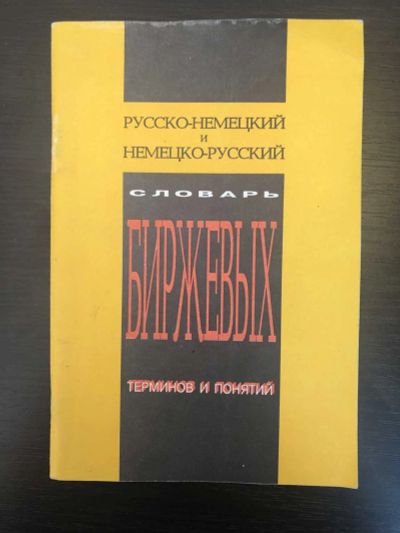 РУССКО-НЕМЕЦКИЙ
и
НЕМЕЦКО-РУССКИЙ
СЛОВАРЬ
БИРЖЕВЫХ
ТЕРМИНОВ И ПОНЯТИЙ